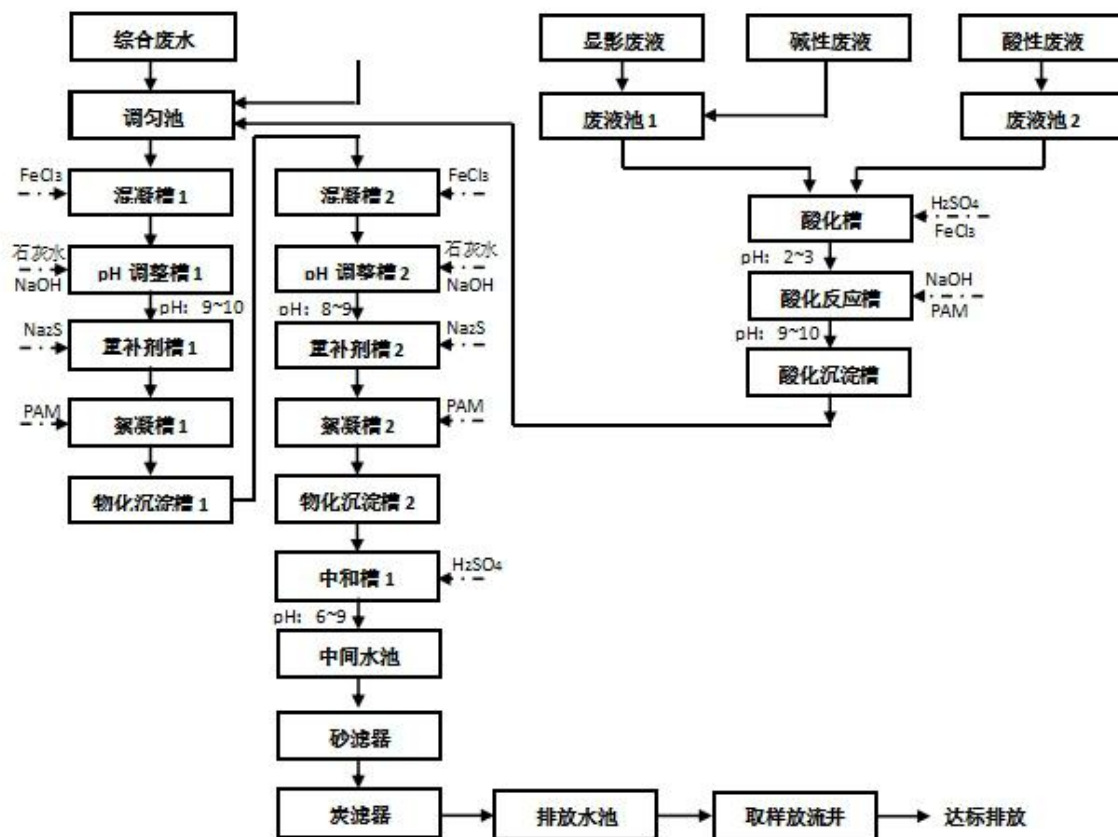 综合废水
显影废液
碱性废液
酸性废液
调匀池
废液池 1
废液池 2
FeCl₃
混凝槽 1
混凝槽 2
FeCl₃
酸化槽
H₂SO₄
FeCl₃
pH：2~3
石灰水
NaOH
pH 调整槽 1
pH 调整槽 2
石灰水
NaOH
酸化反应槽
NaOH
PAM
pH：9~10
pH：8~9
pH：9~10
Na₂S
重补剂槽 1
重补剂槽 2
Na₂S
酸化沉淀槽
PAM
絮凝槽 1
絮凝槽 2
PAM
物化沉淀槽 1
物化沉淀槽 2
中和槽 1
H₂SO₄
pH：6~9
中间水池
砂滤器
炭滤器
排放水池
取样放流井
达标排放